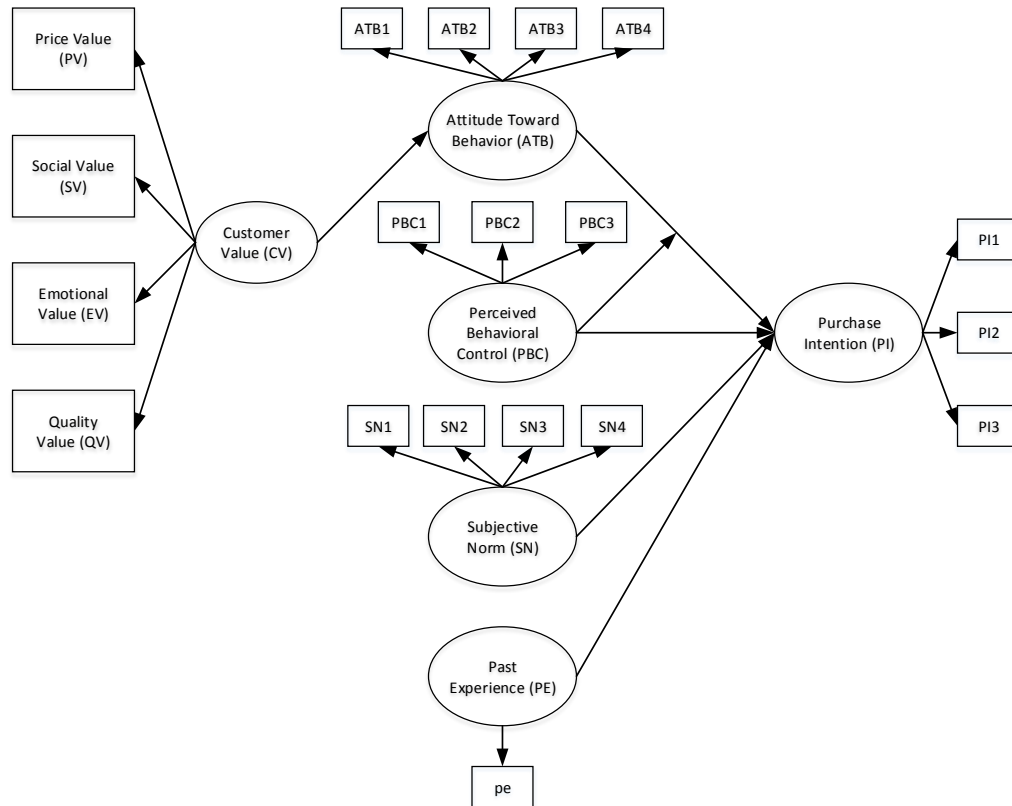 Price Value
(PV)
Social Value
(SV)
Emotional
Value (EV)
Quality
Value (QV)
Customer
Value (CV)
ATB1
ATB2
ATB3
ATB4
Attitude Toward
Behavior (ATB)
PBC1
PBC2
PBC3
Perceived
Behavioral
Control (PBC)
SN1
SN2
SN3
SN4
Subjective
Norm (SN)
Past
Experience (PE)
pe
Purchase
Intention (PI)
PI1
PI2
PI3